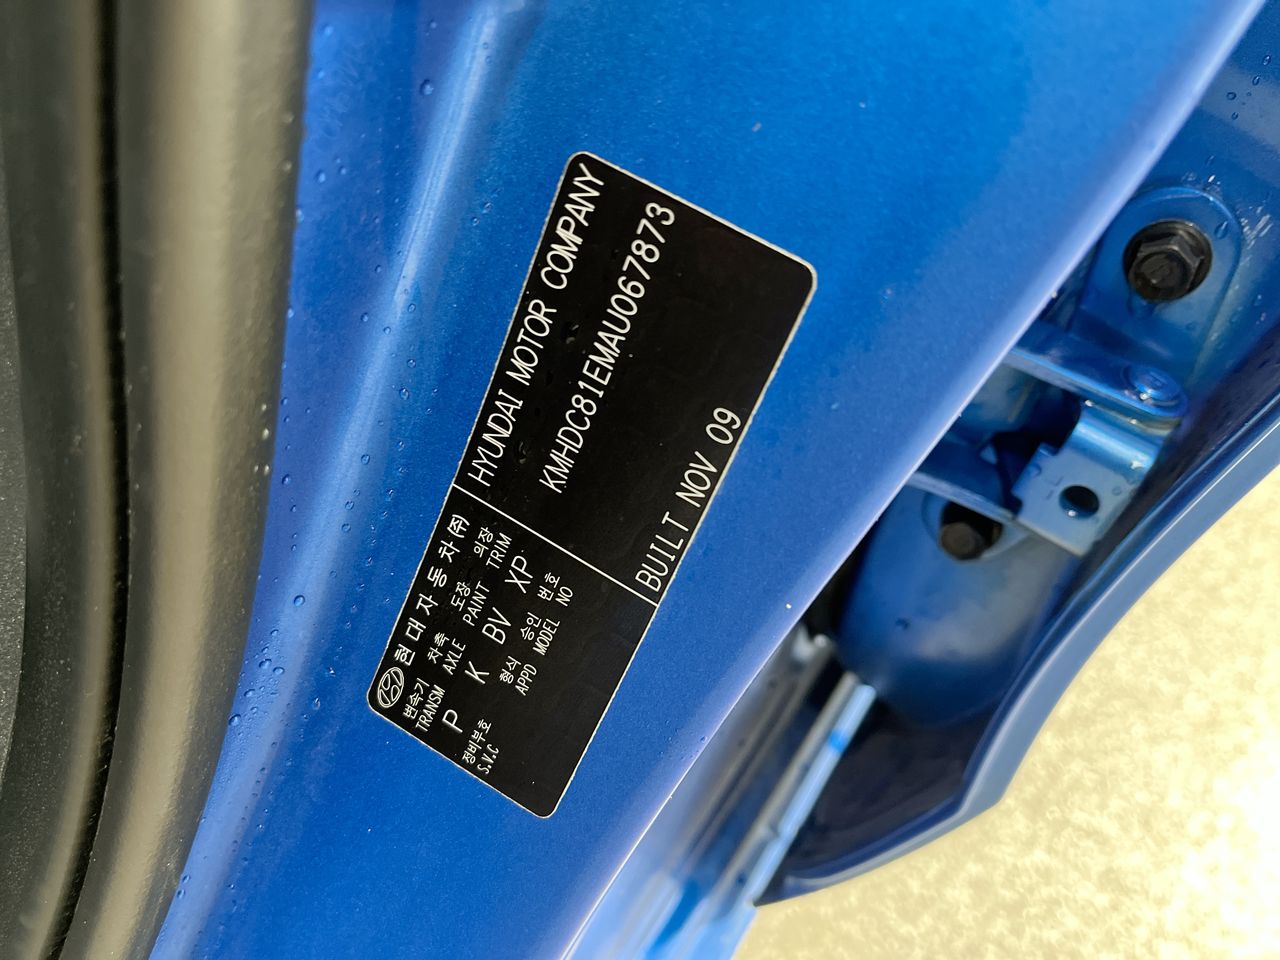 현대자동차(주)
HYUNDAI MOTOR COMPANY
변속기 차축 도장 의장
TRANSM AXLE PAINT TRIM
P K BV XP
KMHDC81EMAU067873
정비부호 형식 승인 번호
S.V.C APPD MODEL NO
BUILT NOV 09